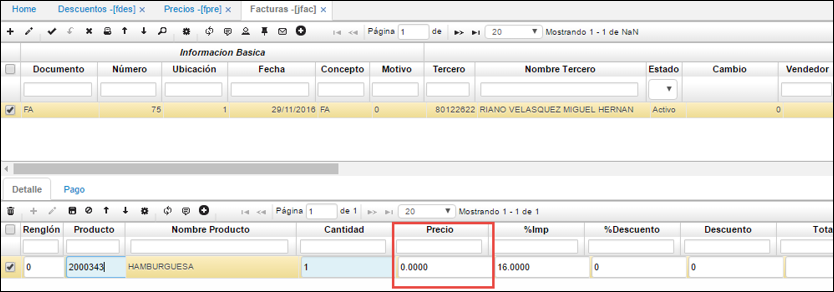 Home Descuentos -[fdes] × Precios -[fpre] × Facturas -[jfac] ×
Página 1 de 20 Mostrando 1 - 1 de NaN
Informacion Basica
Documento Número Ubicación Fecha Concepto Motivo Tercero Nombre Tercero Estado Cambio Vendedor
FA 75 1 29/11/2016 FA 0 80122622 RIANO VELASQUEZ MIGUEL HERNAN Activo 0
Detalle Pago
Página 1 de 1 20 Mostrando 1 - 1 de 1
Renglón Producto Nombre Producto Cantidad Precio %Imp %Descuento Descuento Tota
0 2000343 HAMBURGUESA 1 0.0000 16.0000 0 0